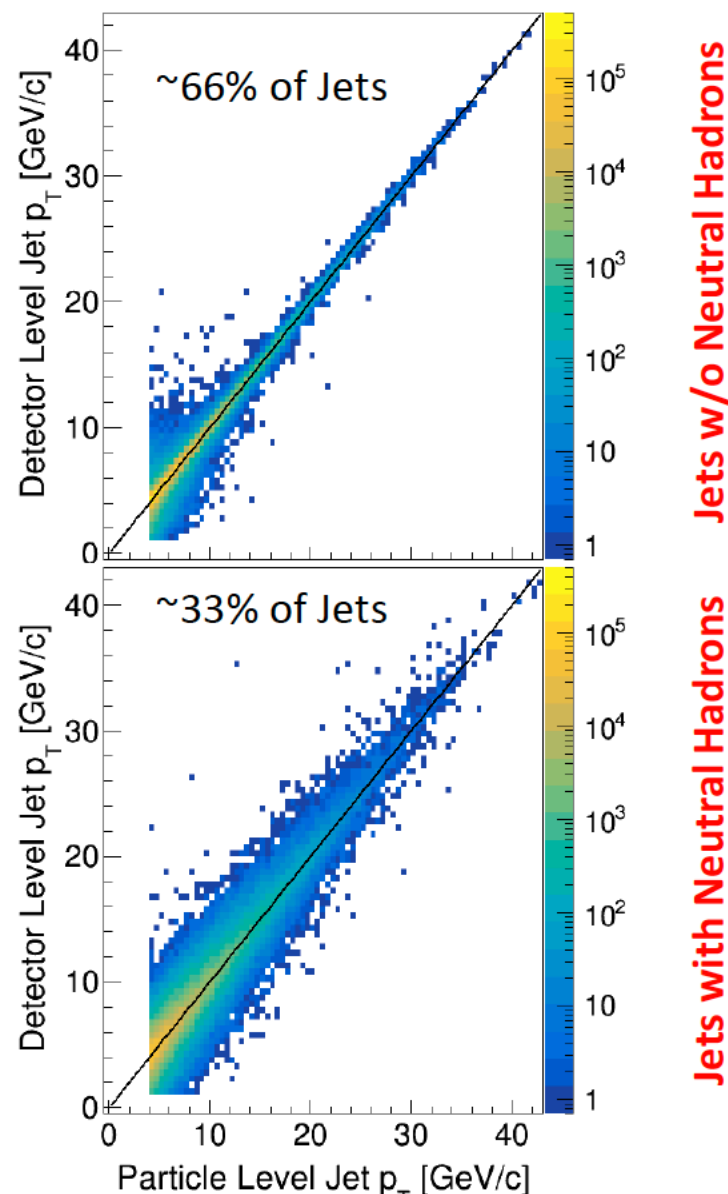 ~66% of Jets
40
30
20
10
0
Detector Level Jet p_T [GeV/c]
10^5
10^4
10^3
10^2
10
1
Jets w/o Neutral Hadrons
~33% of Jets
40
30
20
10
0
Detector Level Jet p_T [GeV/c]
10^5
10^4
10^3
10^2
10
1
Jets with Neutral Hadrons
0 10 20 30 40
Particle Level Jet p_T [GeV/c]